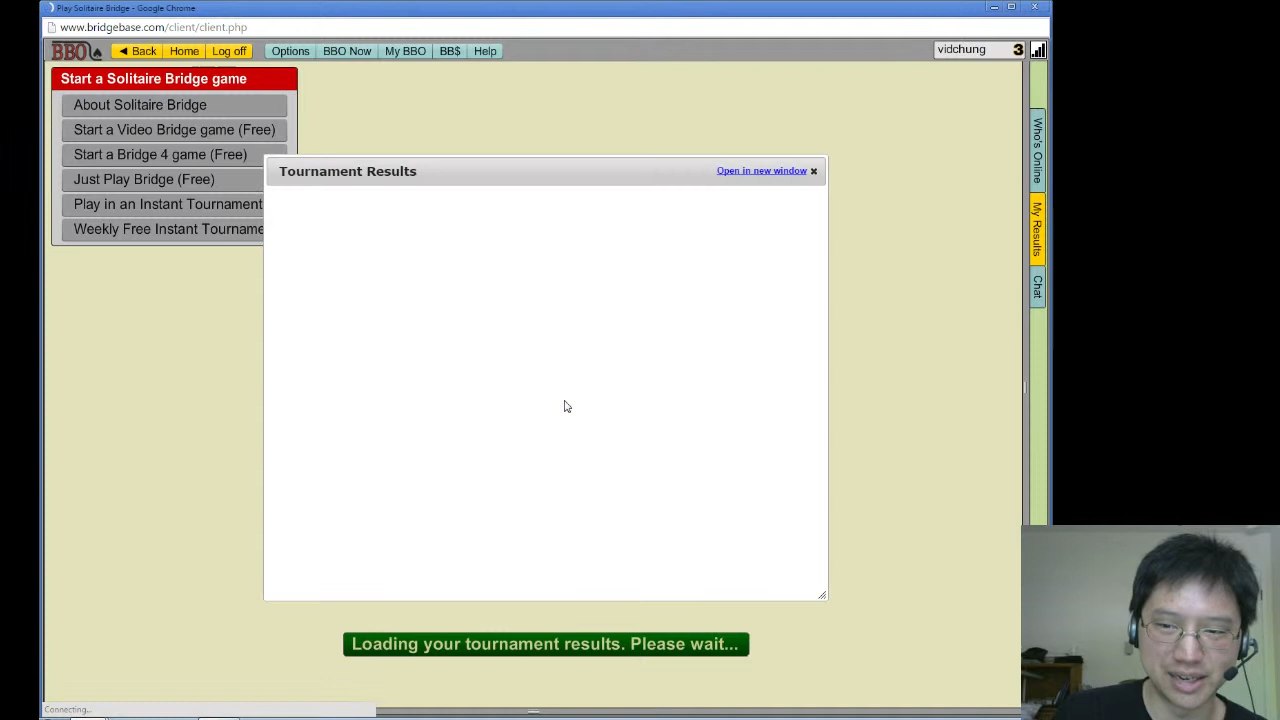 Play Solitaire Bridge - Google Chrome
www.bridgebase.com/client/client.php
BBO
◄ Back
Home
Log off
Options
BBO Now
My BBO
BB$
Help
vidchung
3
Start a Solitaire Bridge game
About Solitaire Bridge
Start a Video Bridge game (Free)
Start a Bridge 4 game (Free)
Just Play Bridge (Free)
Play in an Instant Tournament
Weekly Free Instant Tourname
Tournament Results
Open in new window
Who's Online
My Results
Chat
Loading your tournament results. Please wait...
Connecting...